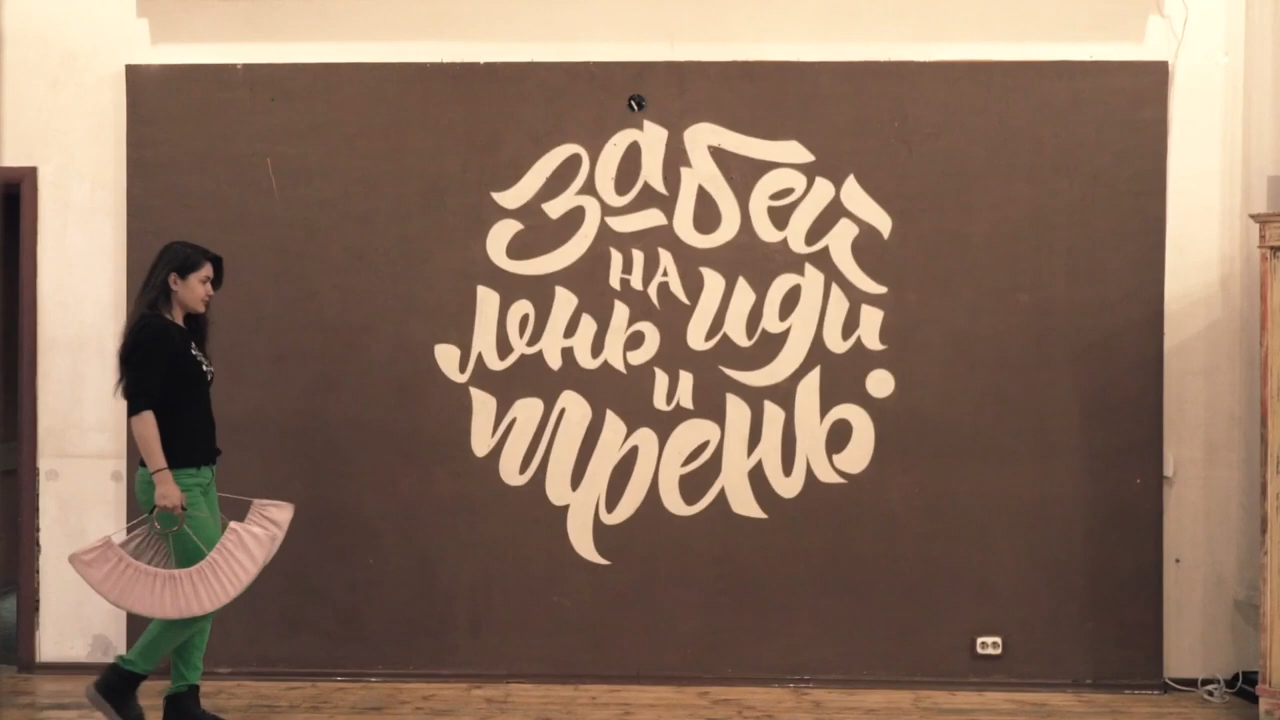 Забей
на
лень иди
и
трень